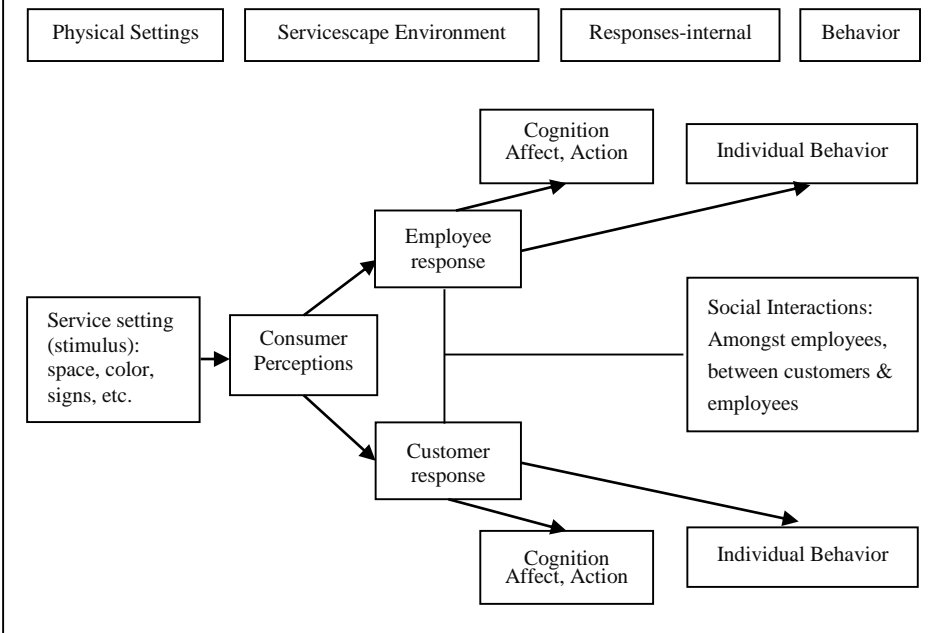 Physical Settings
Servicescape Environment
Responses-internal
Behavior
Cognition
Affect, Action
Individual Behavior
Employee
response
Service setting
(stimulus):
space, color,
signs, etc.
Consumer
Perceptions
Social Interactions:
Amongst employees,
between customers &
employees
Customer
response
Cognition
Affect, Action
Individual Behavior